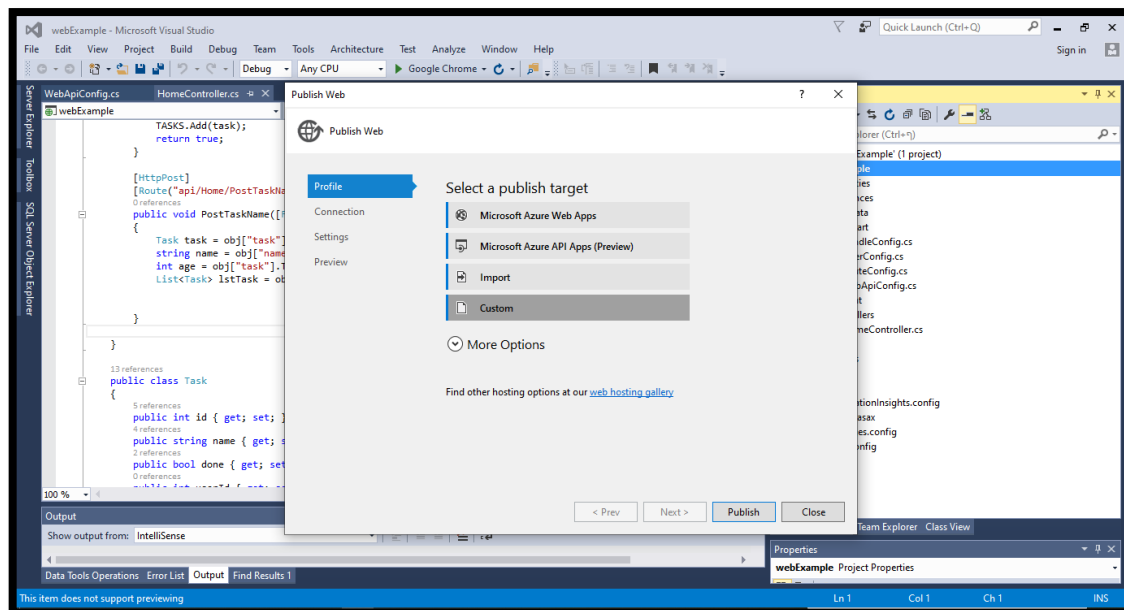 webExample - Microsoft Visual Studio
Quick Launch (Ctrl+Q)
File Edit View Project Build Debug Team Tools Architecture Test Analyze Window Help
Sign in
Debug Any CPU Google Chrome
Server Explorer
Toolbox
SQL Server Object Explorer
WebApiConfig.cs HomeController.cs
webExample
TASKS.Add(task);
return true;
}
[HttpPost]
[Route("api/Home/PostTaskNa
0 references
public void PostTaskName([
{
Task task = obj["task"]
string name = obj["name
int age = obj["task"].
List<Task> lstTask = ob
}
}
13 references
public class Task
{
5 references
public int id { get; set; }
4 references
public string name { get; s
2 references
public bool done { get; set
0 references
100 %
Output
Show output from: IntelliSense
Data Tools Operations Error List Output Find Results 1
Publish Web
? 
Publish Web
Profile
Connection
Settings
Preview
Select a publish target
Microsoft Azure Web Apps
Microsoft Azure API Apps (Preview)
Import
Custom
More Options
Find other hosting options at our web hosting gallery
< Prev Next > Publish Close
lorer (Ctrl+ך)
Example' (1 project)
ple
ties
nces
ata
art
ndleConfig.cs
erConfig.cs
teConfig.cs
bApiConfig.cs
it
llers
meController.cs
s
tionInsights.config
asax
es.config
nfig
Team Explorer Class View
Properties
webExample Project Properties
This item does not support previewing
Ln 1 Col 1 Ch 1 INS